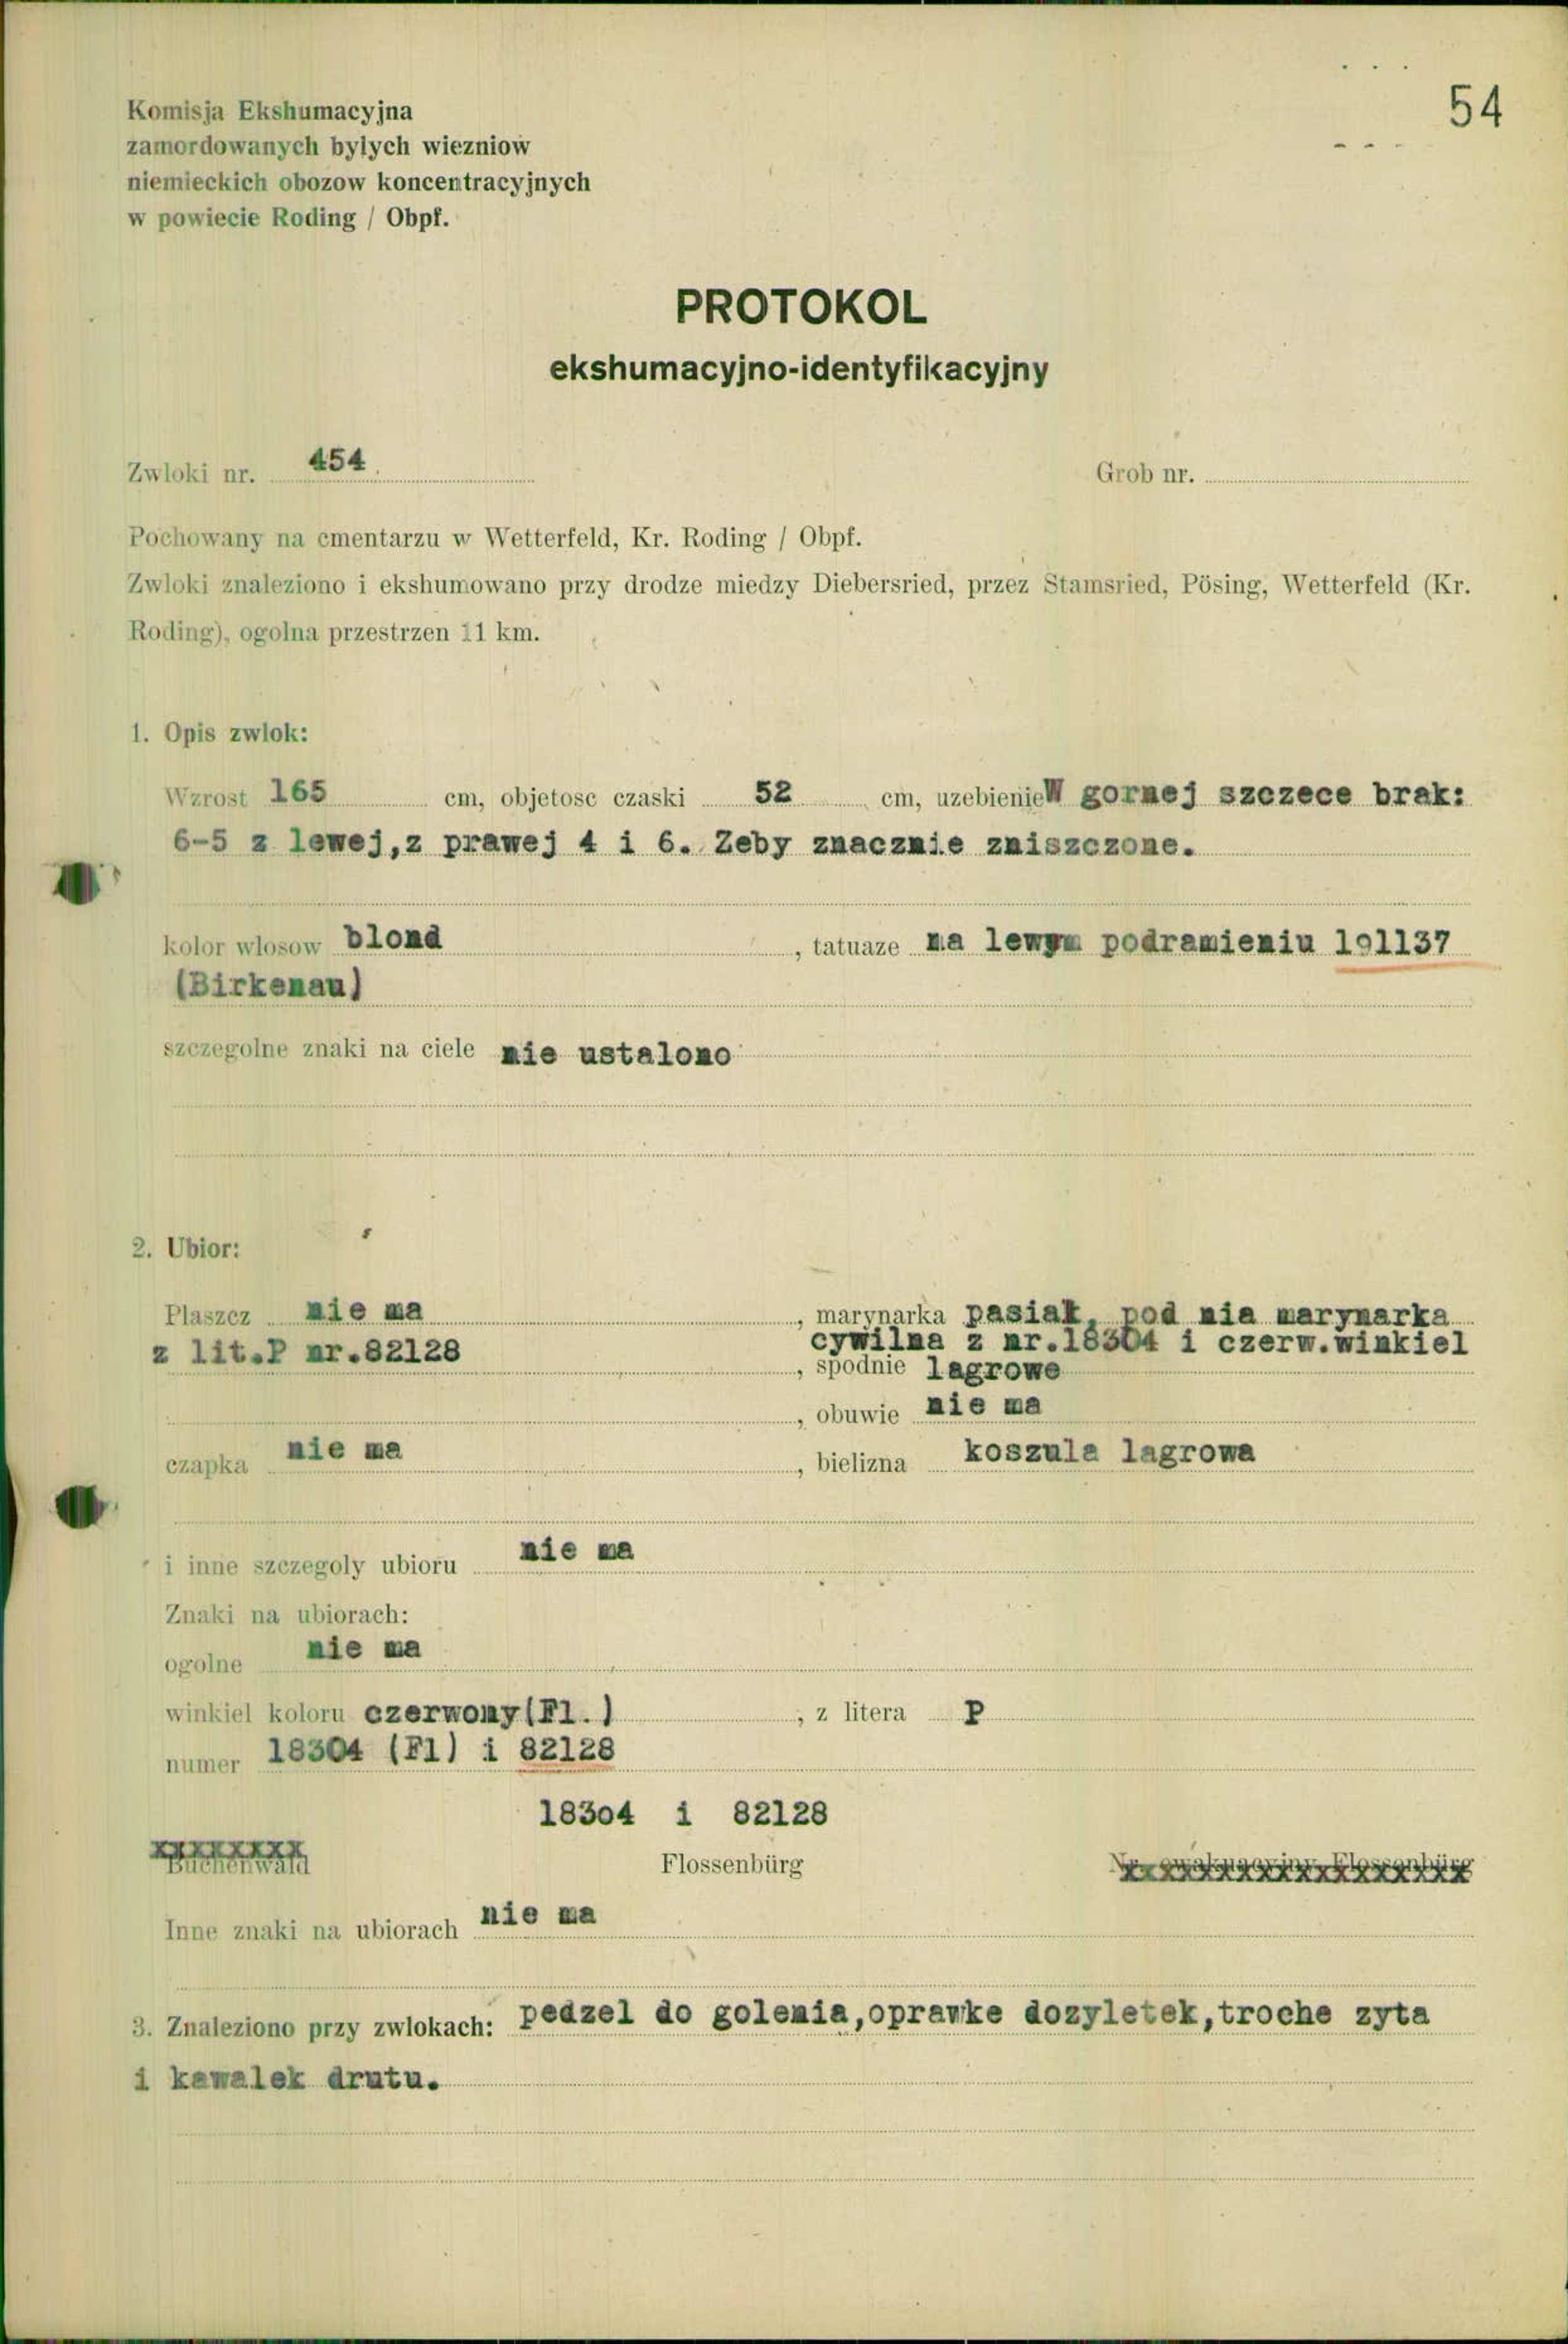 54
Komisja Ekshumacyjna
zamordowanych bylych wiezniow
niemieckich obozow koncentracyjnych
w powiecie Roding / Obpf.
PROTOKOL
ekshumacyjno-identyfikacyjny
Zwloki nr. 454 Grob nr.
Pochowany na cmentarzu w Wetterfeld, Kr. Roding / Obpf.
Zwloki znaleziono i ekshumowano przy drodze miedzy Diebersried, przez Stamsried, Pösing, Wetterfeld (Kr.
Roding), ogolna przestrzen 11 km.
1. Opis zwlok:
Wzrost 165 cm, objetosc czaski 52 cm, uzebienie W gornej szczece brak:
6-5 z lewej,z prawej 4 i 6. Zeby znacznie zniszczone.
kolor wlosow blond, tatuaze na lewym podramieniu 191137
(Birkenau)
szczegolne znaki na ciele nie ustalono
2. Ubior:
Plaszcz nie ma, marynarka pasiak, pod nia marynarka
cywilna z nr.18304 i czerw.winkiel
z lit.P nr.82128, spodnie lagrowe
, obuwie nie ma
czapka nie ma, bielizna koszula lagrowa
i inne szczegoly ubioru nie ma
Znaki na ubiorach:
ogolne nie ma
winkiel koloru czerwony(Fl.), z litera P
numer 18304 (Fl) i 82128
18304 i 82128
Buchenwald Flossenbürg
Inne znaki na ubiorach nie ma
3. Znaleziono przy zwlokach: pedzel do golenia,oprawke dozyletek,troche zyta
i kawalek drutu.